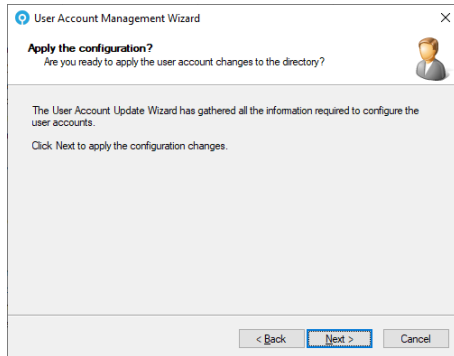 User Account Management Wizard
Apply the configuration?
Are you ready to apply the user account changes to the directory?
The User Account Update Wizard has gathered all the information required to configure the
user accounts.
Click Next to apply the configuration changes.
< Back
Next >
Cancel